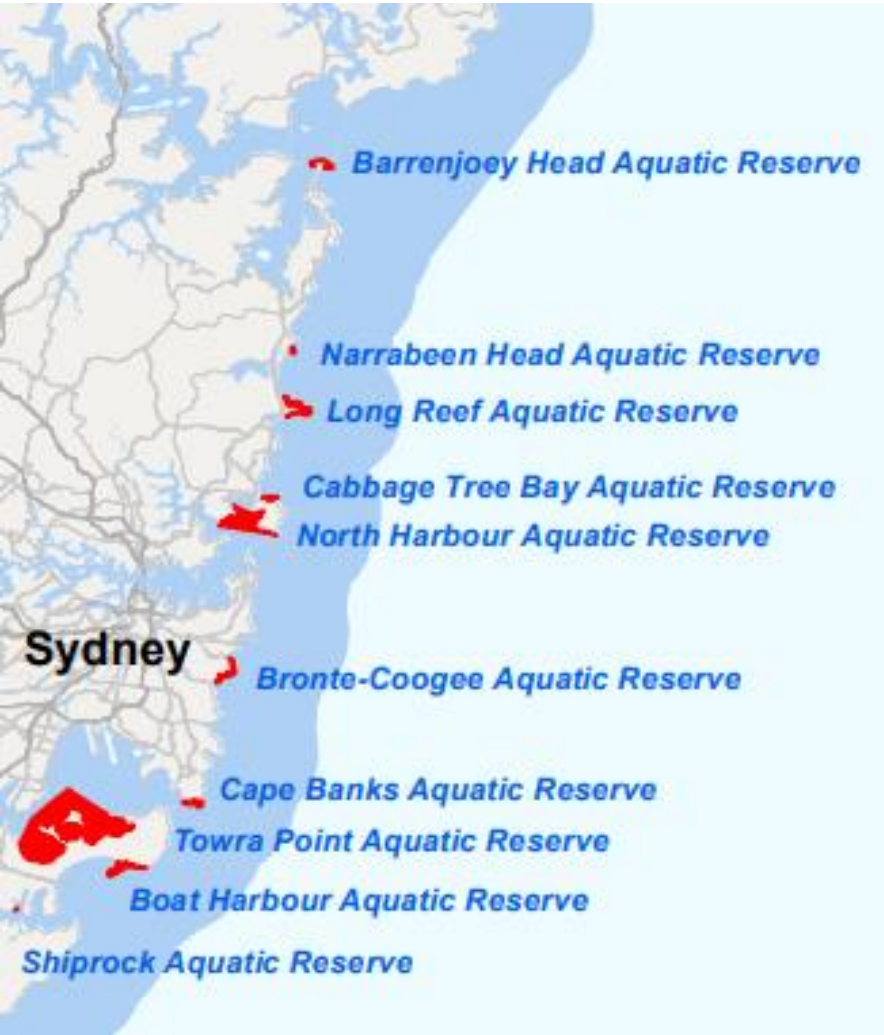 Barrenjoey Head Aquatic Reserve
Narrabeen Head Aquatic Reserve
Long Reef Aquatic Reserve
Cabbage Tree Bay Aquatic Reserve
North Harbour Aquatic Reserve
Sydney
Bronte-Coogee Aquatic Reserve
Cape Banks Aquatic Reserve
Towra Point Aquatic Reserve
Boat Harbour Aquatic Reserve
Shiprock Aquatic Reserve